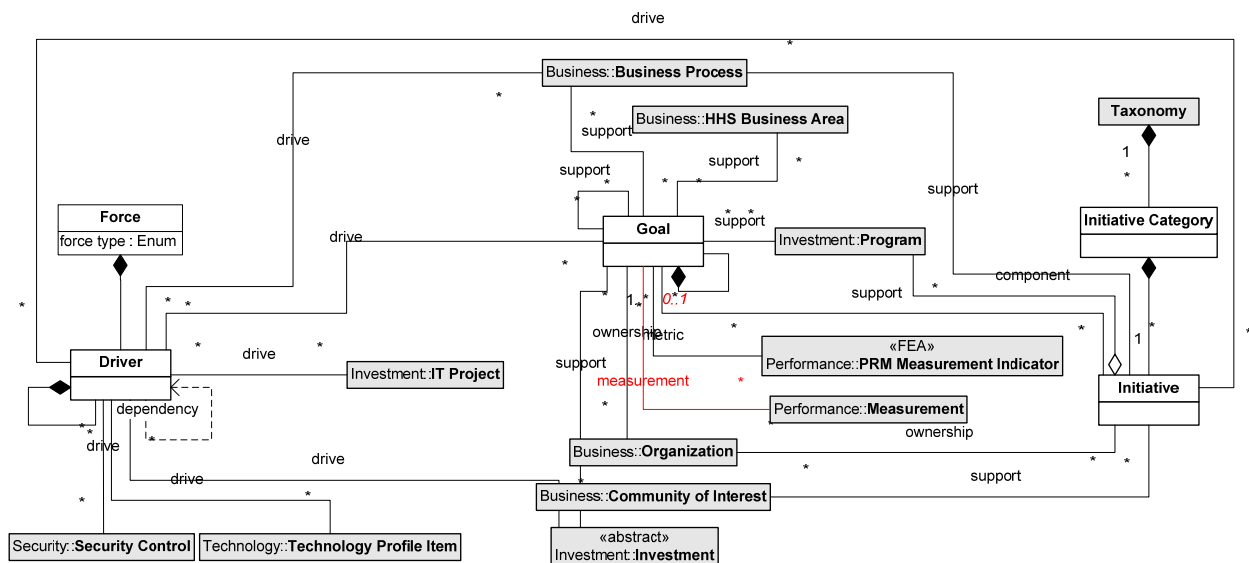 drive
*
Business::Business Process
*
*
Business::HHS Business Area
Taxonomy
drive
support
1
support
*
support
*
*
*
*
*
support
Force
force type : Enum
*
*
support
Goal
Initiative Category
drive
Investment::Program
*
component
*
*
*
*
*
1..*
*
0..1
*
support
*
*
*
*
*
*
*
ownership
metric
1
Driver
drive
support
«FEA»
Performance::PRM Measurement Indicator
Investment::IT Project
measurement
*
Initiative
dependency
*
Performance::Measurement
*
*
*
*
drive
ownership
Business::Organization
drive
*
*
*
drive
*
support
*
*
Business::Community of Interest
Security::Security Control
Technology::Technology Profile Item
«abstract»
Investment::Investment